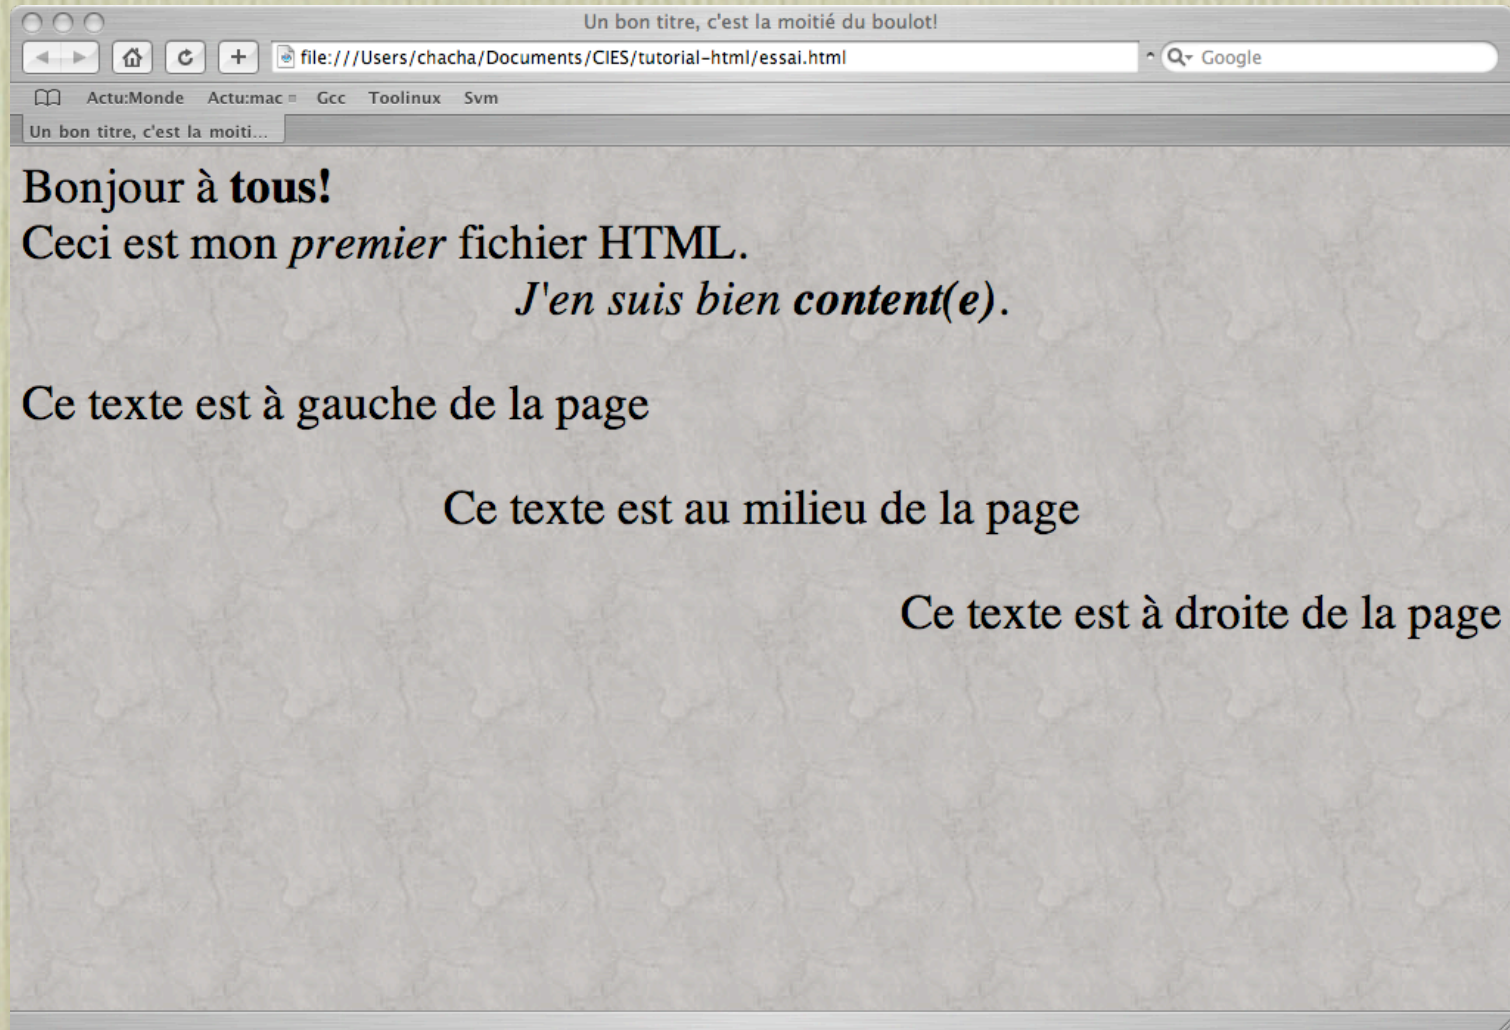 Un bon titre, c'est la moitié du boulot!
file:///Users/chacha/Documents/CIES/tutorial-html/essai.html
Google
Actu:Monde Actu:mac Gcc Toolinux Svm
Un bon titre, c'est la moiti...
Bonjour à tous!
Ceci est mon premier fichier HTML.
J'en suis bien content(e).
Ce texte est à gauche de la page
Ce texte est au milieu de la page
Ce texte est à droite de la page